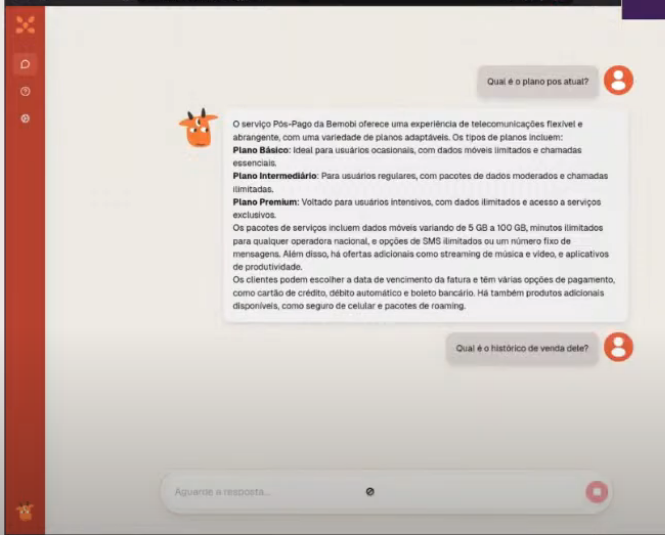 Qual é o plano pos atual?
O serviço Pós-Pago da Bemobi oferece uma experiência de telecomunicações flexível e
abrangente, com uma variedade de planos adaptáveis. Os tipos de planos incluem:
Plano Básico: Ideal para usuários ocasionais, com dados móveis limitados e chamadas
essenciais.
Plano Intermediário: Para usuários regulares, com pacotes de dados moderados e chamadas
ilimitadas.
Plano Premium: Voltado para usuários intensivos, com dados ilimitados e acesso a serviços
exclusivos.
Os pacotes de serviços incluem dados móveis variando de 5 GB a 100 GB, minutos ilimitados
para qualquer operadora nacional, e opções de SMS ilimitados ou um número fixo de
mensagens. Além disso, há ofertas adicionais como streaming de música e vídeo, e aplicativos
de produtividade.
Os clientes podem escolher a data de vencimento da fatura e têm várias opções de pagamento,
como cartão de crédito, débito automático e boleto bancário. Há também produtos adicionais
disponíveis, como seguro de celular e pacotes de roaming.
Qual é o histórico de venda dele?
Aguarde a resposta...